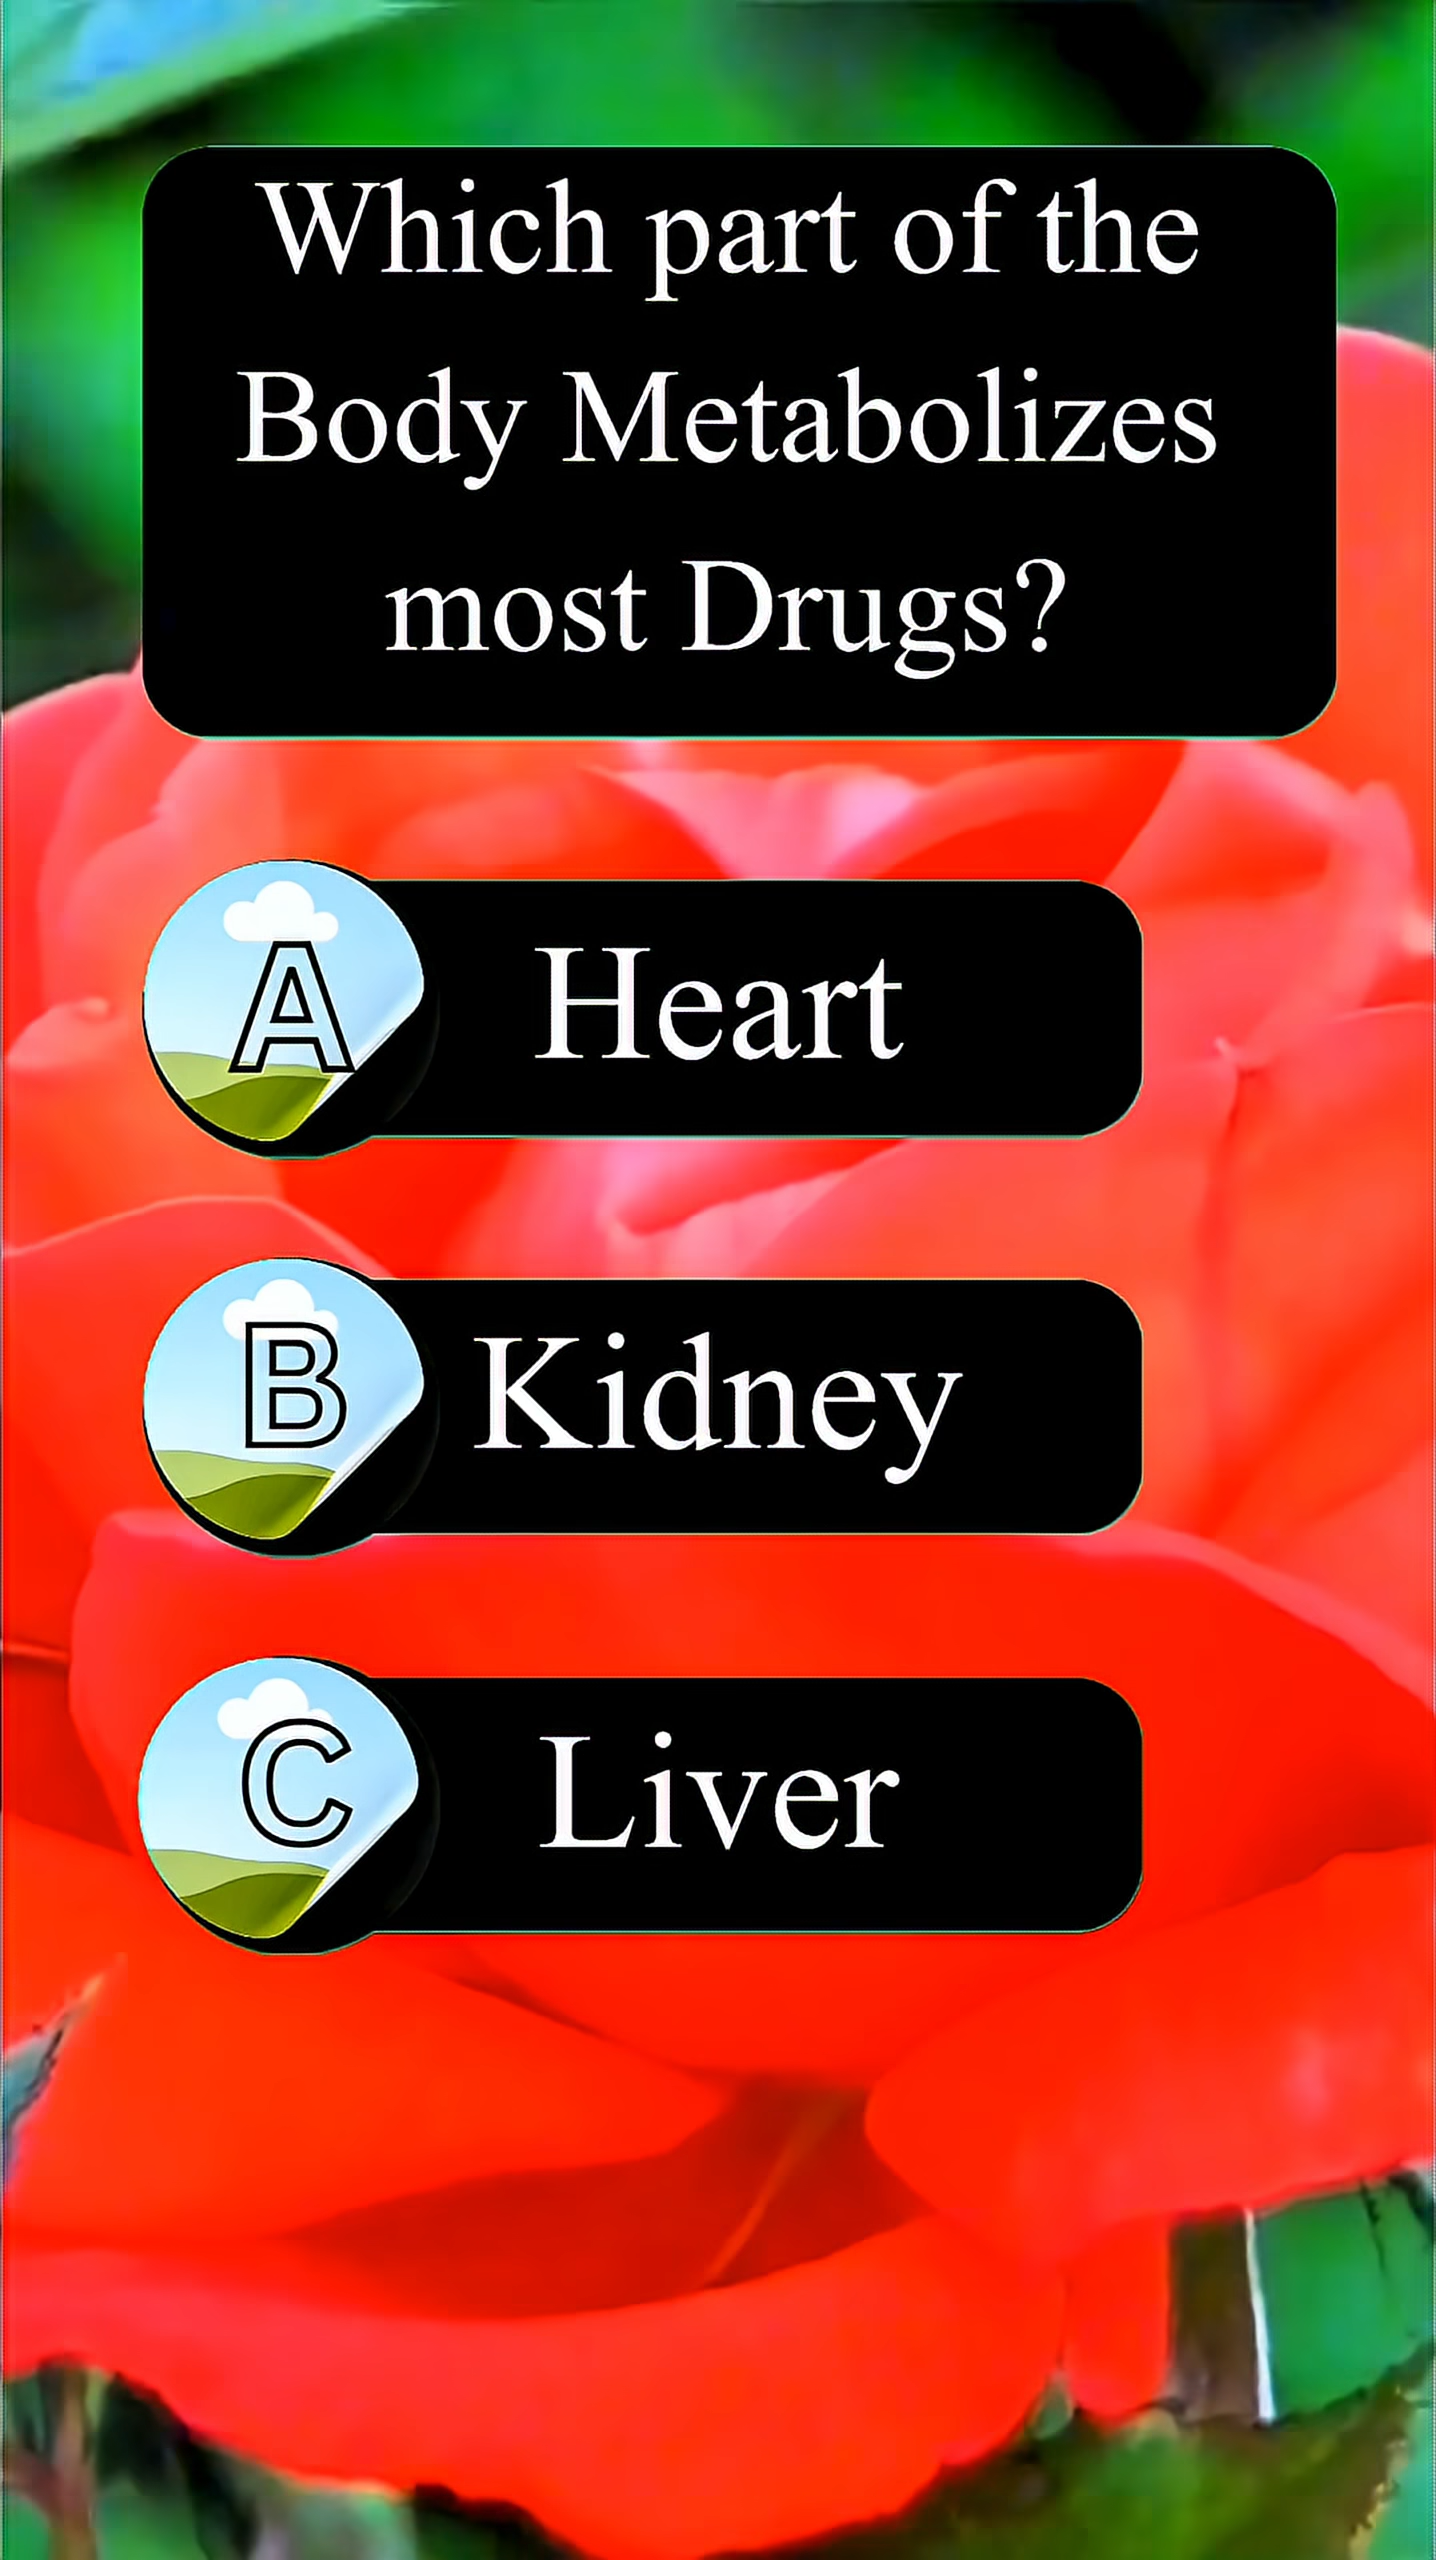 Which part of the
Body Metabolizes
most Drugs?
A Heart
B Kidney
C Liver